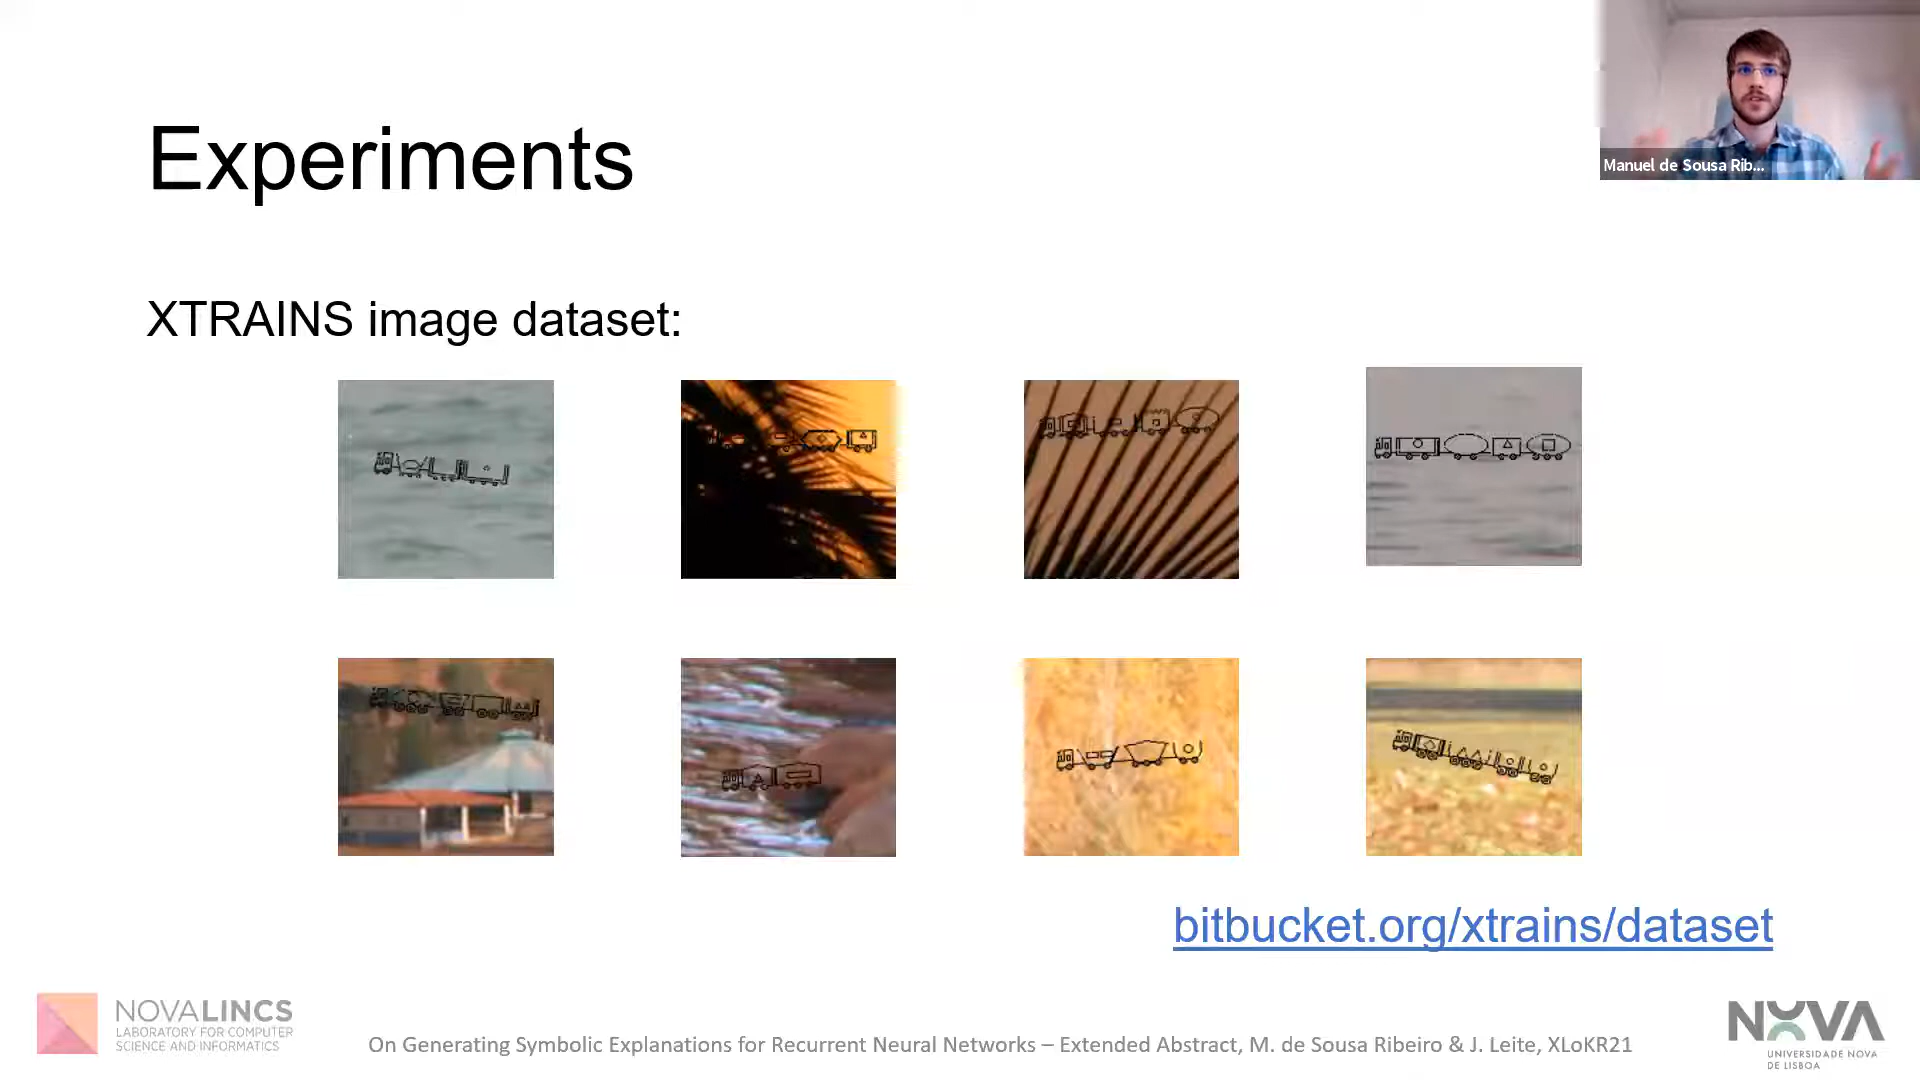 Experiments
Manuel de Sousa Rib...
XTRAINS image dataset:
bitbucket.org/xtrains/dataset
NOVALINCS
LABORATORY FOR COMPUTER
SCIENCE AND INFORMATICS
On Generating Symbolic Explanations for Recurrent Neural Networks – Extended Abstract, M. de Sousa Ribeiro & J. Leite, XLoKR21
NOVA
UNIVERSIDADE NOVA
DE LISBOA